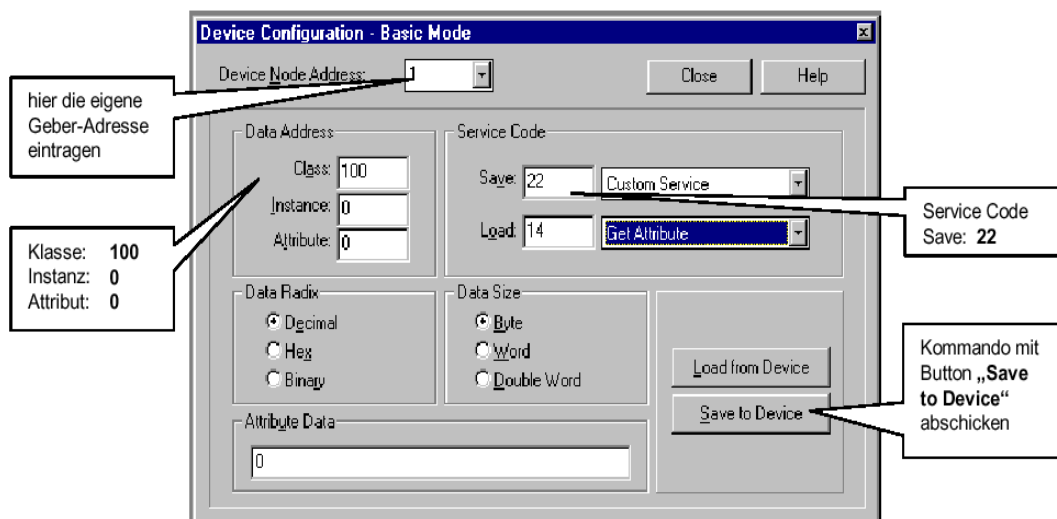 Device Configuration - Basic Mode
Device Node Address:
1
Close
Help
hier die eigene
Geber-Adresse
eintragen
Data Address
Class: 100
Instance: 0
Attribute: 0
Service Code
Save: 22 Custom Service
Load: 14 Get Attribute
Service Code
Save: 22
Klasse: 100
Instanz: 0
Attribut: 0
Data Radix
Decimal
Hex
Binary
Data Size
Byte
Word
Double Word
Load from Device
Save to Device
Kommando mit
Button „Save
to Device“
abschicken
Attribute Data
0